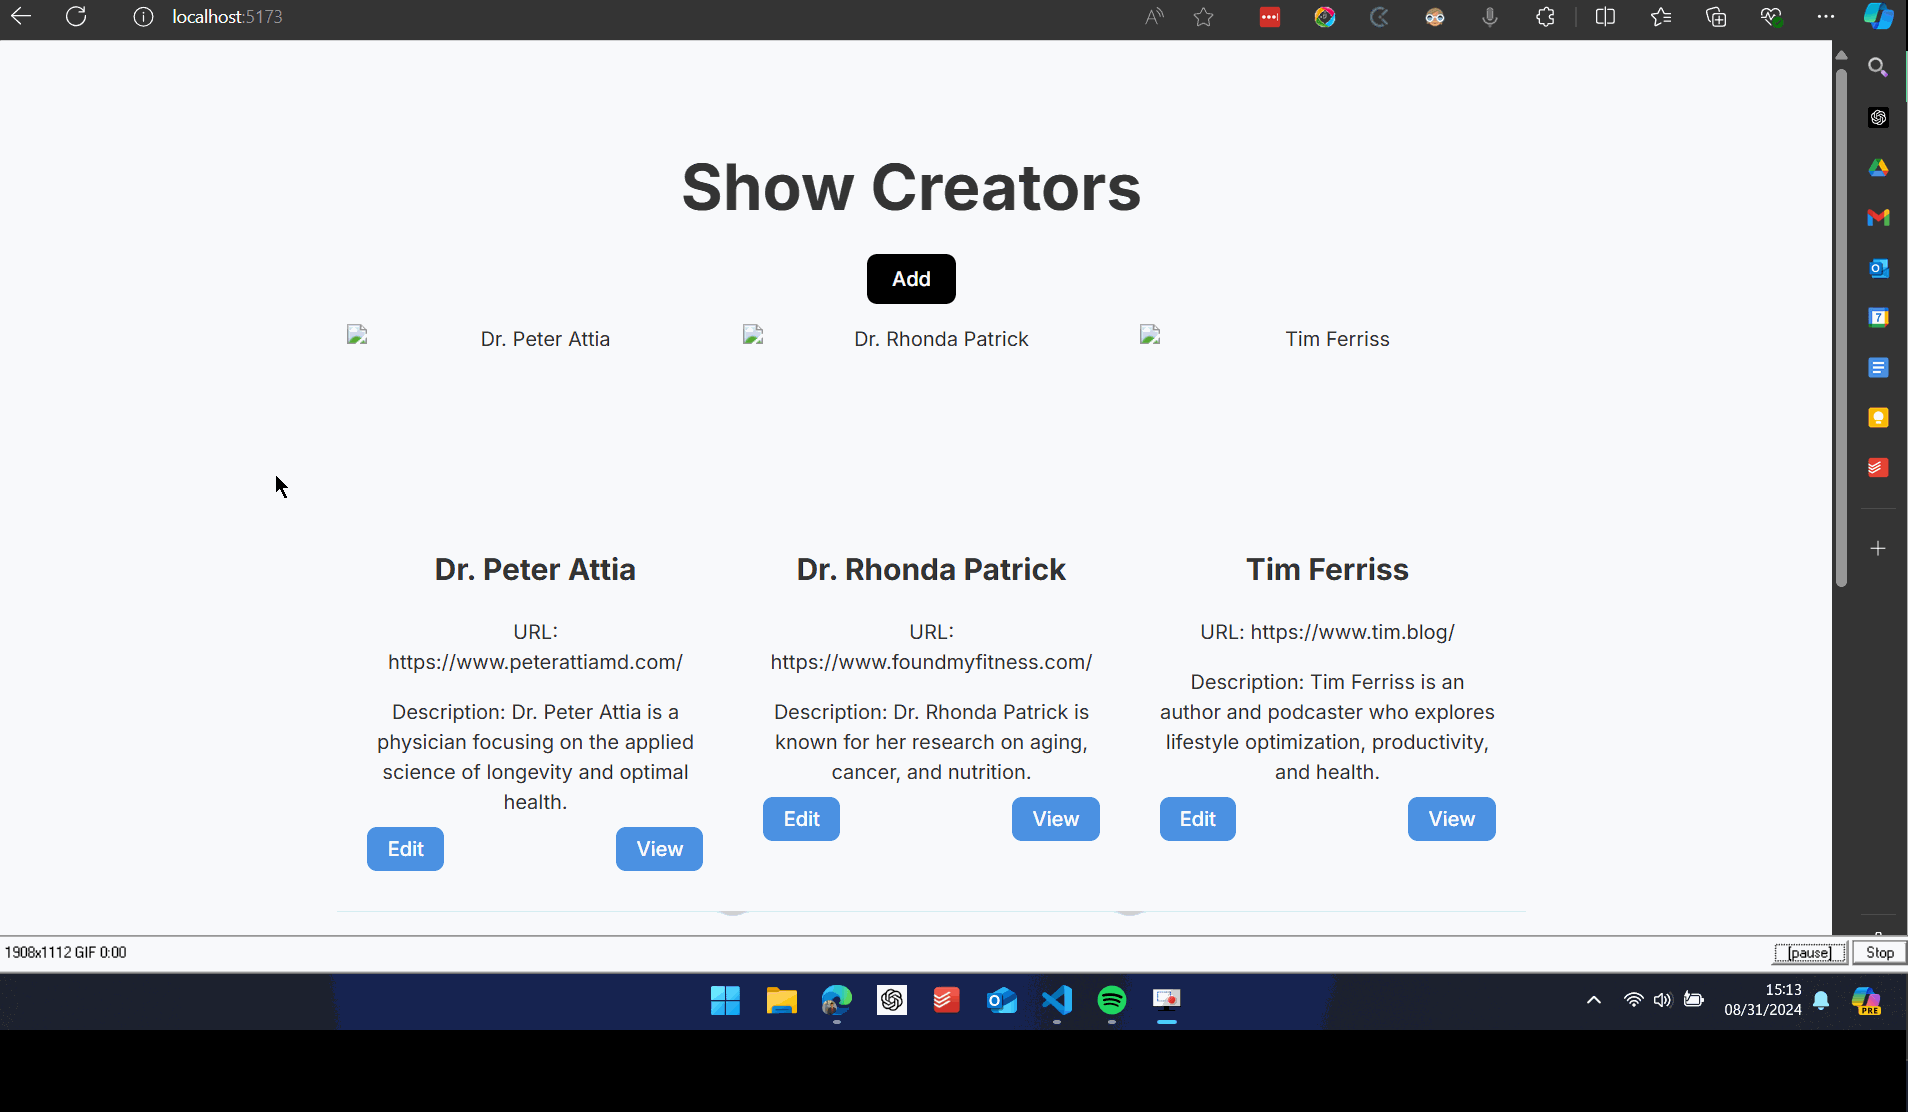 localhost:5173
Show Creators
Add
Dr. Peter Attia
Dr. Rhonda Patrick
Tim Ferriss
Dr. Peter Attia
URL:
https://www.peterattiamd.com/
Description: Dr. Peter Attia is a
physician focusing on the applied
science of longevity and optimal
health.
Edit
View
Dr. Rhonda Patrick
URL:
https://www.foundmyfitness.com/
Description: Dr. Rhonda Patrick is
known for her research on aging,
cancer, and nutrition.
Edit
View
Tim Ferriss
URL: https://www.tim.blog/
Description: Tim Ferriss is an
author and podcaster who explores
lifestyle optimization, productivity,
and health.
Edit
View
7
1908x1112 GIF 0:00
[pause]
Stop
15:13
08/31/2024
PRE